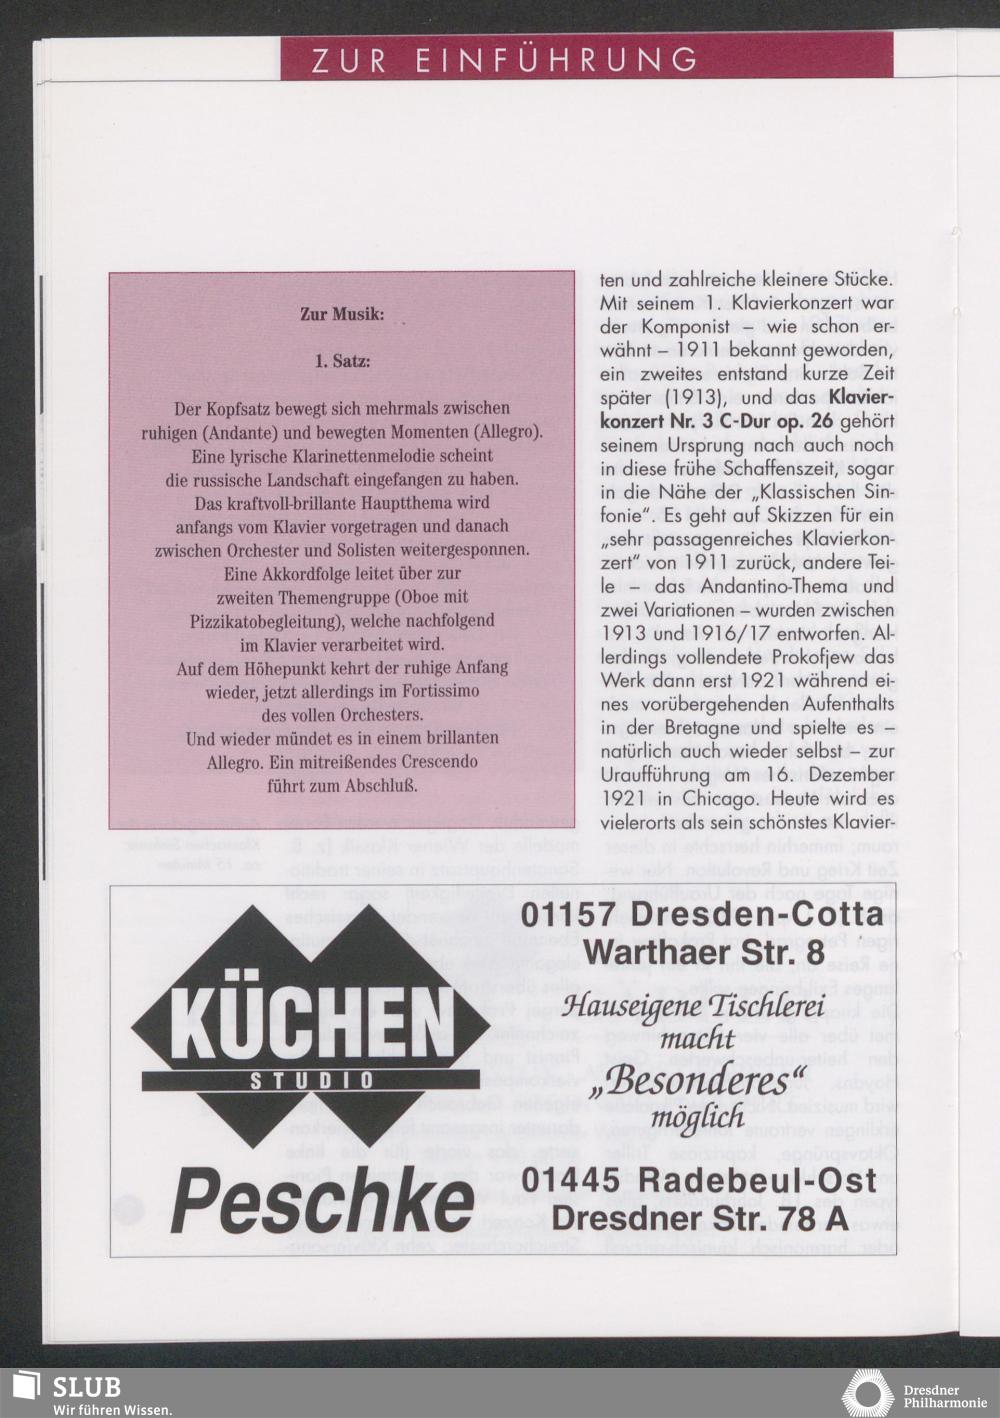 ZUR EINFÜHRUNG
Zur Musik:
1. Satz:
Der Kopfsatz bewegt sich mehrmals zwischen
ruhigen (Andante) und bewegten Momenten (Allegro).
Eine lyrische Klarinettenmelodie scheint
die russische Landschaft eingefangen zu haben.
Das kraftvoll-brillante Hauptthema wird
anfangs vom Klavier vorgetragen und danach
zwischen Orchester und Solisten weitergesponnen.
Eine Akkordfolge leitet über zur
zweiten Themengruppe (Oboe mit
Pizzikatobegleitung), welche nachfolgend
im Klavier verarbeitet wird.
Auf dem Höhepunkt kehrt der ruhige Anfang
wieder, jetzt allerdings im Fortissimo
des vollen Orchesters.
Und wieder mündet es in einem brillanten
Allegro. Ein mitreißendes Crescendo
führt zum Abschluß.
ten und zahlreiche kleinere Stücke.
Mit seinem 1. Klavierkonzert war
der Komponist – wie schon er-
wähnt – 1911 bekannt geworden,
ein zweites entstand kurze Zeit
später (1913), und das Klavier-
konzert Nr. 3 C-Dur op. 26 gehört
seinem Ursprung nach auch noch
in diese frühe Schaffenszeit, sogar
in die Nähe der „Klassischen Sin-
fonie“. Es geht auf Skizzen für ein
„sehr passagenreiches Klavierkon-
zert“ von 1911 zurück, andere Tei-
le – das Andantino-Thema und
zwei Variationen – wurden zwischen
1913 und 1916/17 entworfen. Al-
lerdings vollendete Prokofjew das
Werk dann erst 1921 während ei-
nes vorübergehenden Aufenthalts
in der Bretagne und spielte es –
natürlich auch wieder selbst – zur
Uraufführung am 16. Dezember
1921 in Chicago. Heute wird es
vielerorts als sein schönstes Klavier-
KÜCHEN
STUDIO
Peschke
01157 Dresden-Cotta
Warthaer Str. 8
Hauseigene Tischlerei
macht
„Besonderes“
möglich
01445 Radebeul-Ost
Dresdner Str. 78 A
SLUB
Wir führen Wissen.
Dresdner
Philharmonie